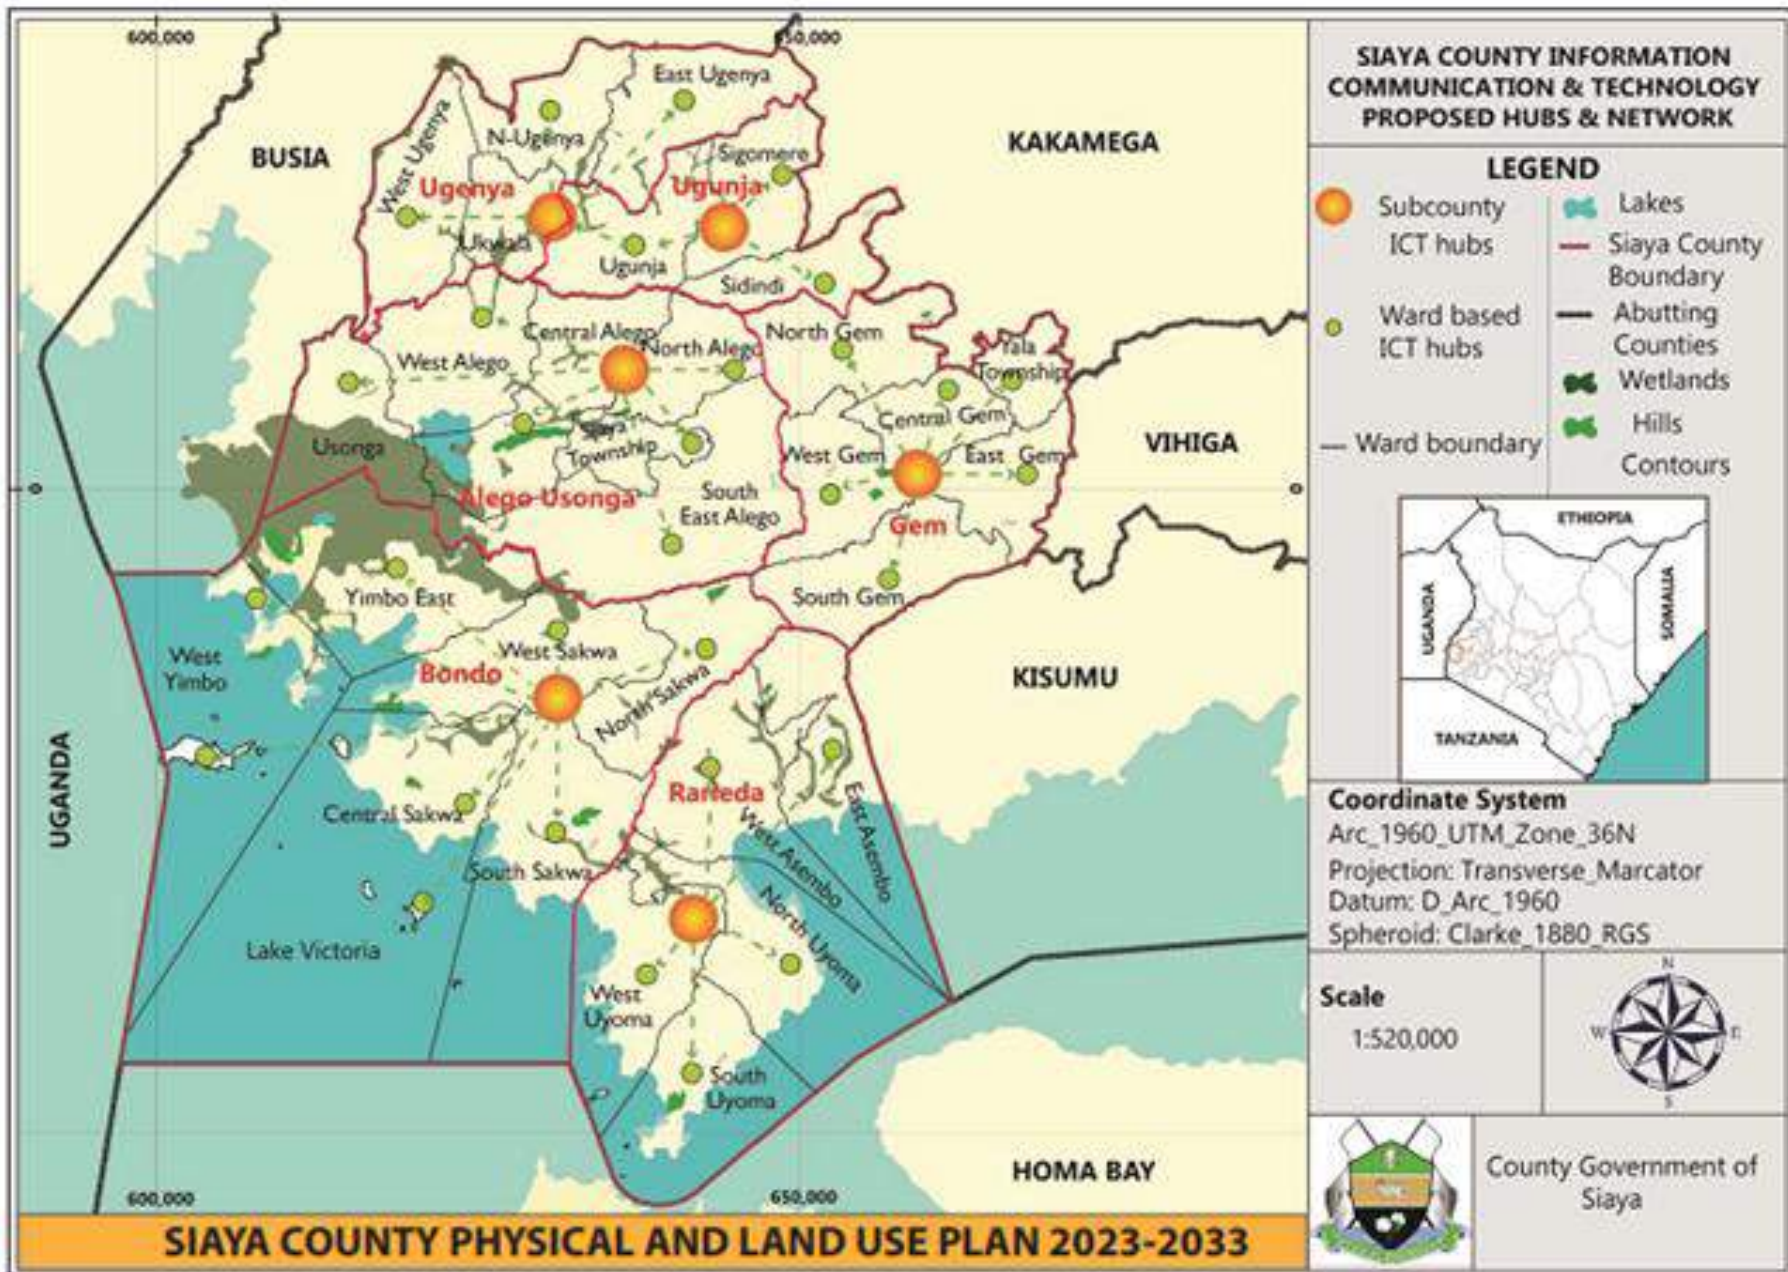 600,000
650,000
East Ugenya
N-Ugenya
West Ugenya
BUSIA
KAKAMEGA
Sigomere
Ugenya
Ugunja
Ukwala
Ugunja
Sidindi
Central Alego
North Alego
North Gem
West Alego
Yala
Township
Central Gem
Usonga
Siaya
Township
West Gem
East Gem
VIHIGA
0
0
Alego Usonga
South
East Alego
Gem
Yimbo East
South Gem
West
Yimbo
West Sakwa
Bondo
North Sakwa
KISUMU
UGANDA
Rarieda
Central Sakwa
West Asembo
East Asembo
South Sakwa
North Uyoma
Lake Victoria
West
Uyoma
South
Uyoma
HOMA BAY
600,000
650,000
SIAYA COUNTY PHYSICAL AND LAND USE PLAN 2023-2033
SIAYA COUNTY INFORMATION
COMMUNICATION & TECHNOLOGY
PROPOSED HUBS & NETWORK
LEGEND
Subcounty
ICT hubs
Ward based
ICT hubs
Ward boundary
Lakes
Siaya County
Boundary
Abutting
Counties
Wetlands
Hills
Contours
ETHIOPIA
UGANDA
SOMALIA
TANZANIA
Coordinate System
Arc_1960_UTM_Zone_36N
Projection: Transverse_Marcator
Datum: D_Arc_1960
Spheroid: Clarke_1880_RGS
Scale
1:520,000
N
W
E
S
County Government of
Siaya